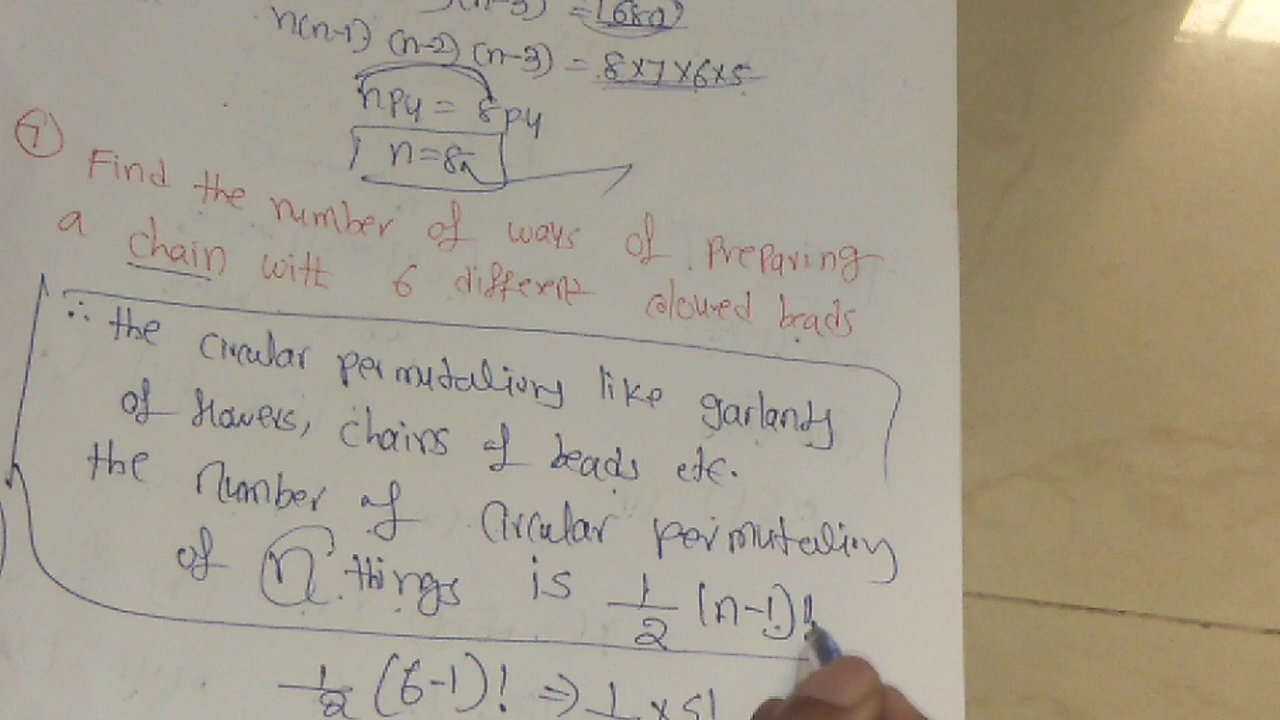 (n-3) = 1680
n(n-1) (n-2) (n-3) = 8×7×6×5
nP4 = 8P4
n=8
7
Find the number of ways of preparing
a chain with 6 different coloured beads
∴ the circular permutations like garlands
of flowers, chains of beads etc.
the number of circular permutations
of n things is 1/2 (n-1)!
1/2 (6-1)! ⇒ 1 × 5!